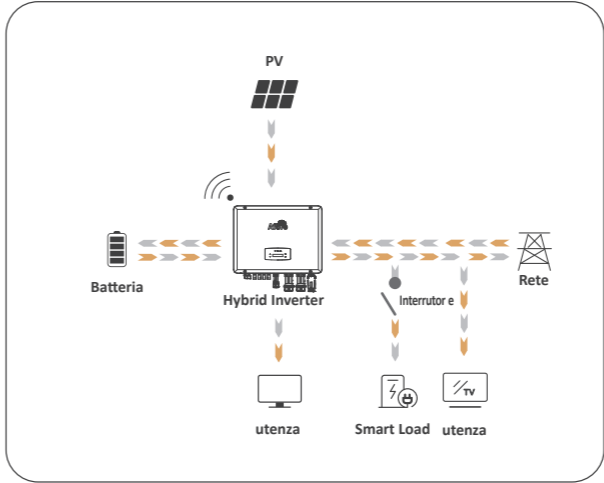 PV
Batteria
Hybrid Inverter
Interrutor e
Rete
TV
utenza
Smart Load
utenza